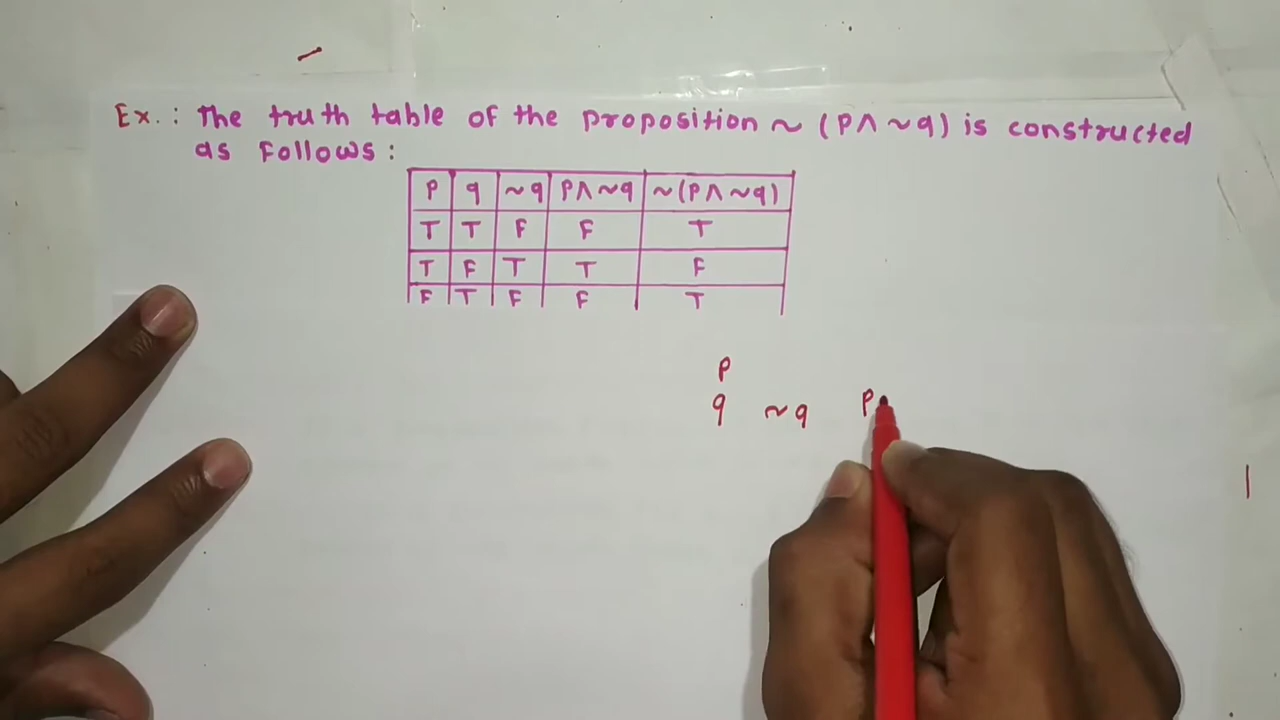 Ex. : The truth table of the proposition ~ (P∧ ~q) is constructed
as follows :
P q ~q P∧ ~q ~(P∧ ~q)
T T F F T
T F T T F
F T F F T
P
q ~q P